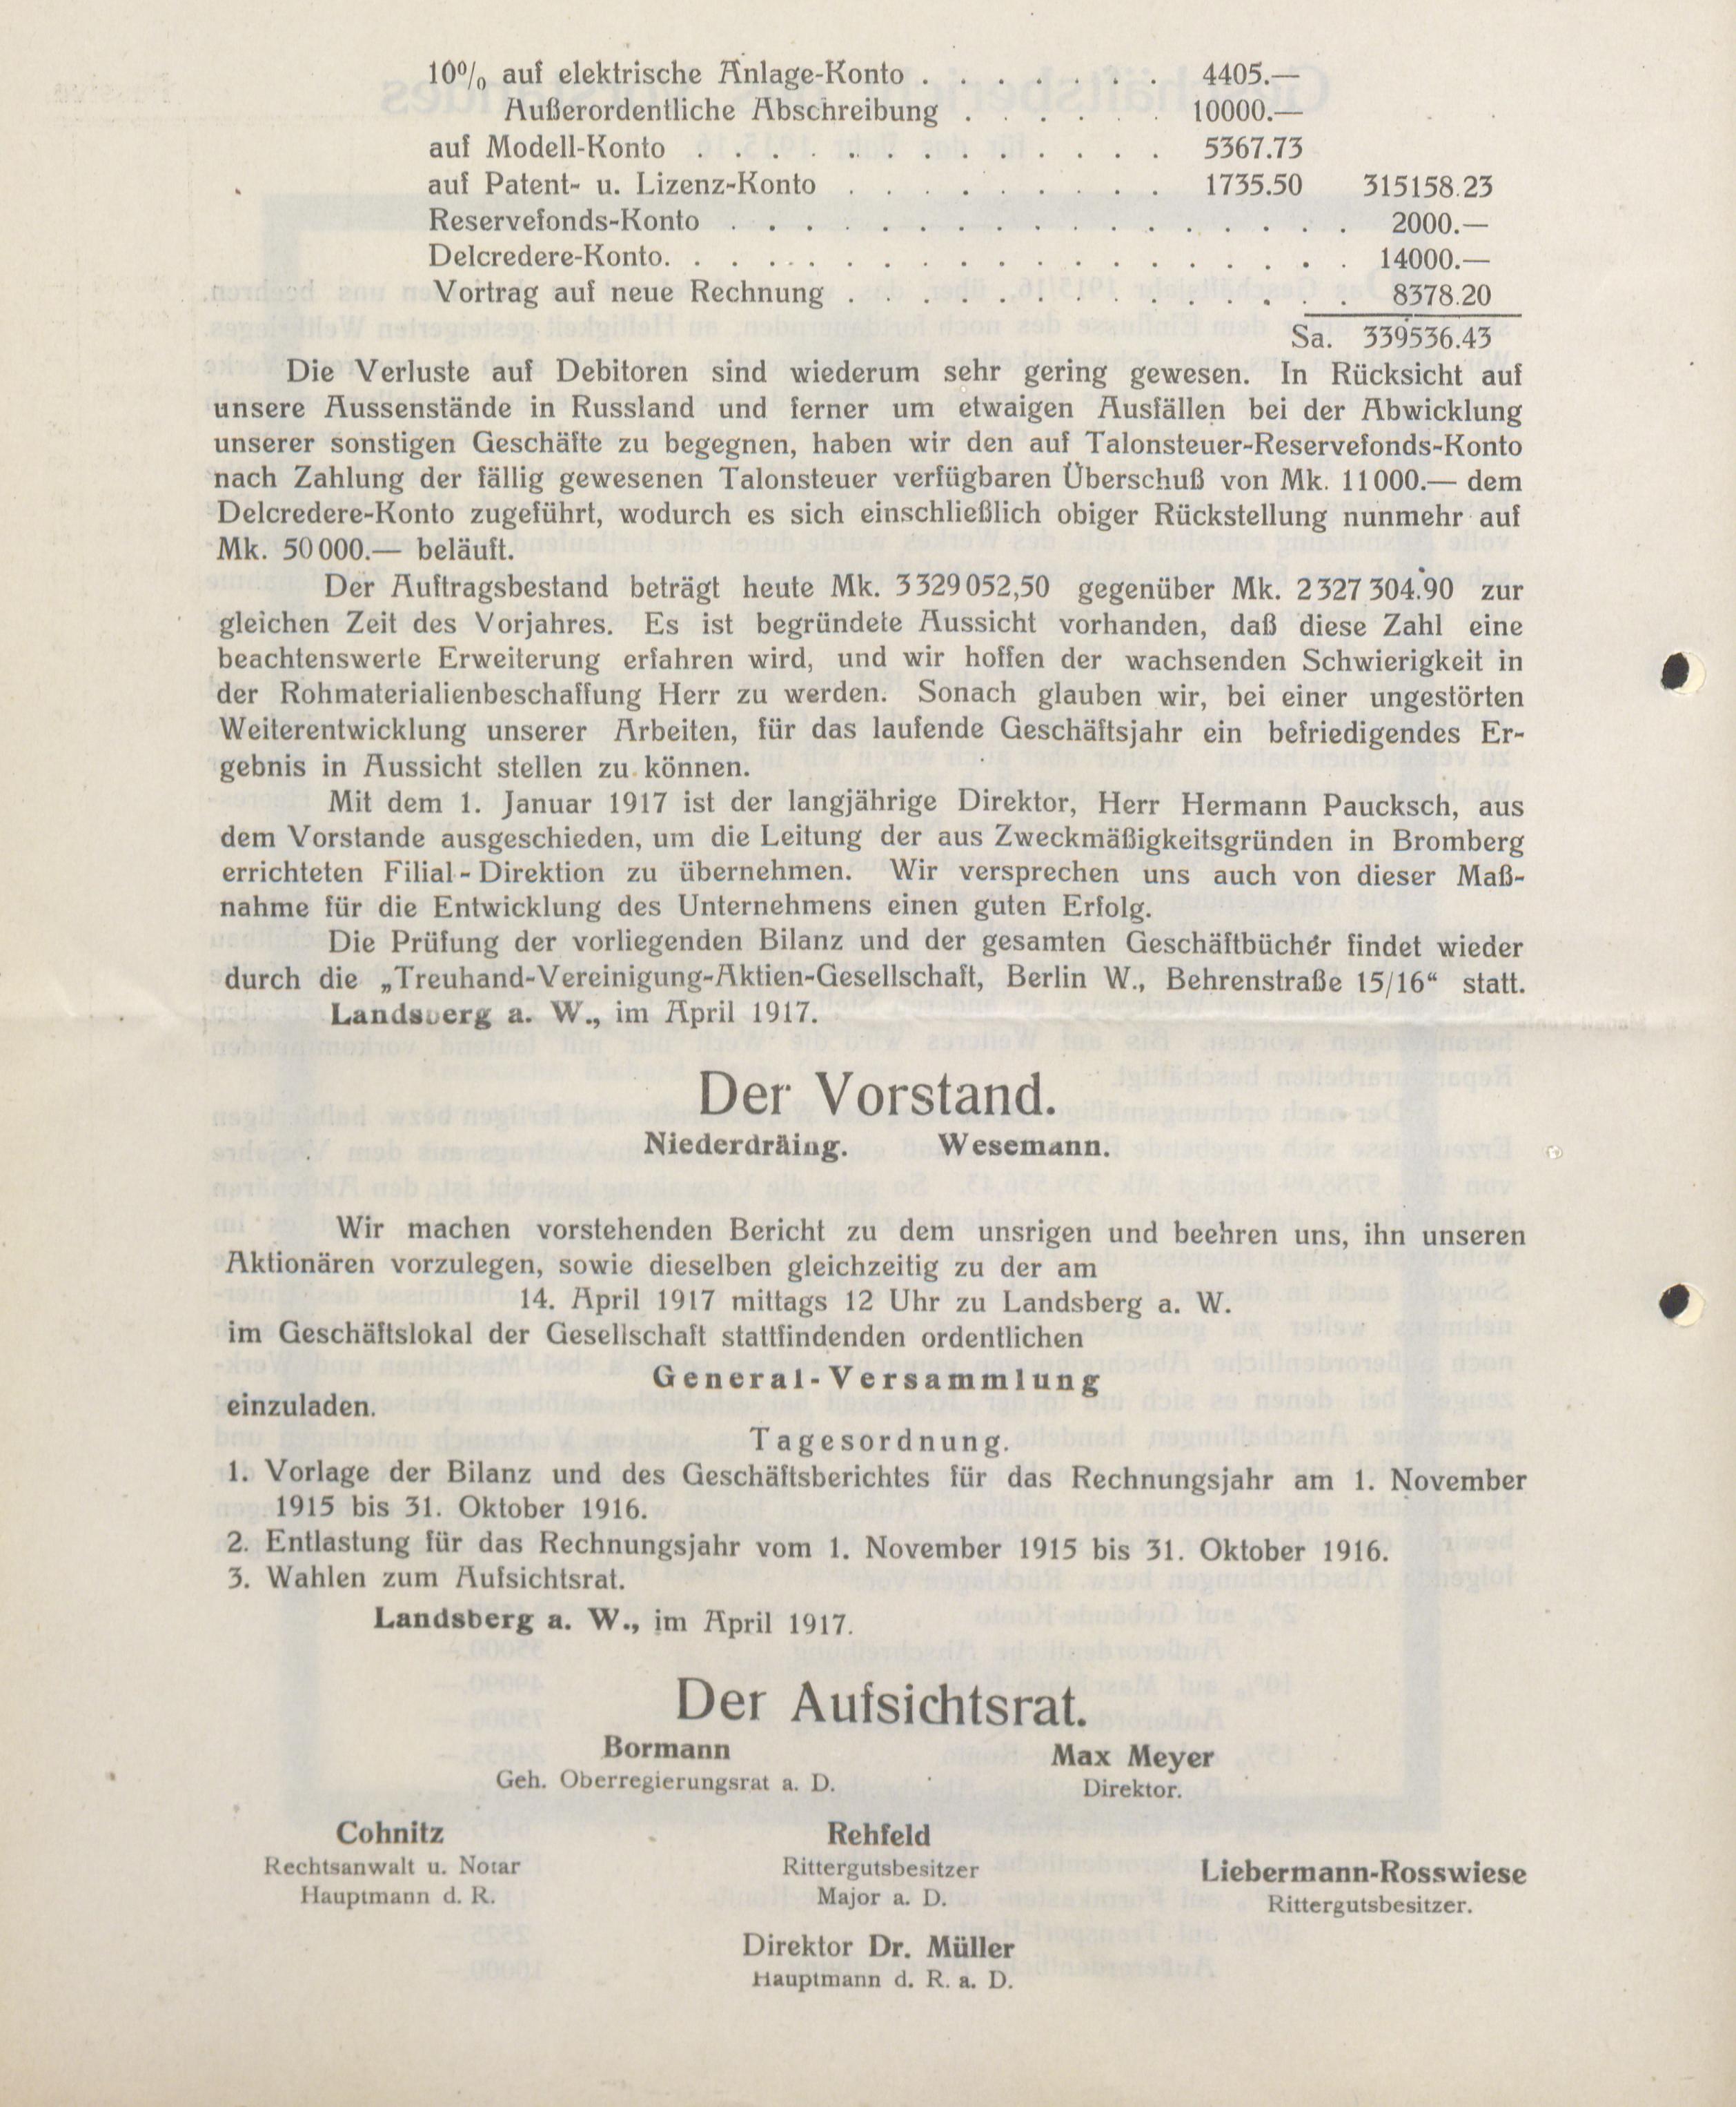 10% auf elektrische Anlage-Konto . . . . . . . 4405.—
Außerordentliche Abschreibung . . . . . . 10000.—
auf Modell-Konto . . . . . . . . . . . . . 5367.73
auf Patent- u. Lizenz-Konto . . . . . . . . . 1735.50 315158.23
Reservefonds-Konto . . . . . . . . . . . . . . . . . 2000.—
Delcredere-Konto. . . . . . . . . . . . . . . . . . . 14000.—
Vortrag auf neue Rechnung . . . . . . . . . . . . . . 8378.20
Sa. 339536.43
Die Verluste auf Debitoren sind wiederum sehr gering gewesen. In Rücksicht auf
unsere Aussenstände in Russland und ferner um etwaigen Ausfällen bei der Abwicklung
unserer sonstigen Geschäfte zu begegnen, haben wir den auf Talonsteuer-Reservefonds-Konto
nach Zahlung der fällig gewesenen Talonsteuer verfügbaren Überschuß von Mk. 11000.— dem
Delcredere-Konto zugeführt, wodurch es sich einschließlich obiger Rückstellung nunmehr auf
Mk. 50000.— beläuft.
Der Auftragsbestand beträgt heute Mk. 3329052,50 gegenüber Mk. 2327304.90 zur
gleichen Zeit des Vorjahres. Es ist begründete Aussicht vorhanden, daß diese Zahl eine
beachtenswerte Erweiterung erfahren wird, und wir hoffen der wachsenden Schwierigkeit in
der Rohmaterialienbeschaffung Herr zu werden. Sonach glauben wir, bei einer ungestörten
Weiterentwicklung unserer Arbeiten, für das laufende Geschäftsjahr ein befriedigendes Er-
gebnis in Aussicht stellen zu können.
Mit dem 1. Januar 1917 ist der langjährige Direktor, Herr Hermann Paucksch, aus
dem Vorstande ausgeschieden, um die Leitung der aus Zweckmäßigkeitsgründen in Bromberg
errichteten Filial-Direktion zu übernehmen. Wir versprechen uns auch von dieser Maß-
nahme für die Entwicklung des Unternehmens einen guten Erfolg.
Die Prüfung der vorliegenden Bilanz und der gesamten Geschäftbücher findet wieder
durch die „Treuhand-Vereinigung-Aktien-Gesellschaft, Berlin W., Behrenstraße 15/16“ statt.
Landsberg a. W., im April 1917.
Der Vorstand.
Niederdräing. Wesemann.
Wir machen vorstehenden Bericht zu dem unsrigen und beehren uns, ihn unseren
Aktionären vorzulegen, sowie dieselben gleichzeitig zu der am
14. April 1917 mittags 12 Uhr zu Landsberg a. W.
im Geschäftslokal der Gesellschaft stattfindenden ordentlichen
General-Versammlung
einzuladen.
Tagesordnung.
1. Vorlage der Bilanz und des Geschäftsberichtes für das Rechnungsjahr am 1. November
1915 bis 31. Oktober 1916.
2. Entlastung für das Rechnungsjahr vom 1. November 1915 bis 31. Oktober 1916.
3. Wahlen zum Aufsichtsrat.
Landsberg a. W., im April 1917.
Der Aufsichtsrat.
Bormann Max Meyer
Geh. Oberregierungsrat a. D. Direktor.
Cohnitz Rehfeld
Rechtsanwalt u. Notar Rittergutsbesitzer Liebermann-Rosswiese
Hauptmann d. R. Major a. D. Rittergutsbesitzer.
Direktor Dr. Müller
Hauptmann d. R. a. D.